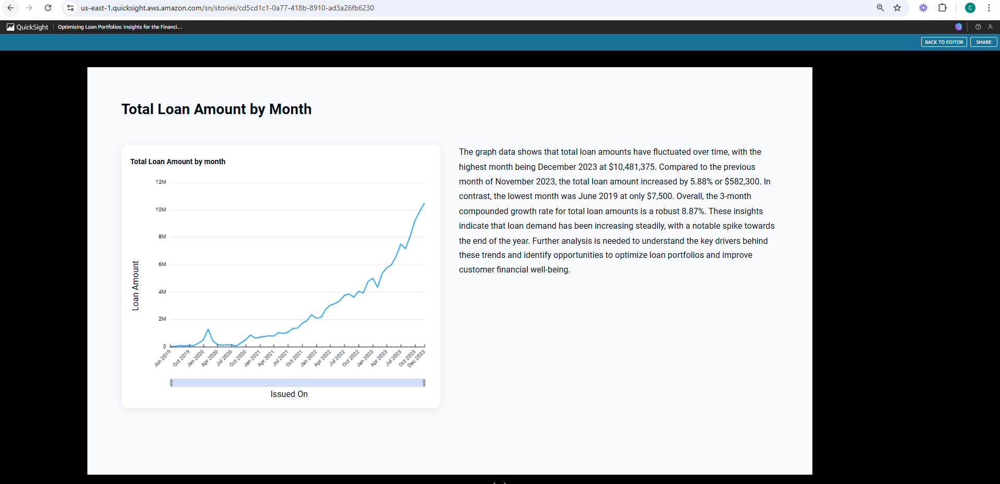 us-east-1.quicksight.aws.amazon.com/sn/stories/cd5cd1c1-0a77-418b-8910-ad3a26fb6230
C
QuickSight
Optimizing Loan Portfolios: Insights for the Financi...
BACK TO EDITOR
SHARE
Total Loan Amount by Month
Total Loan Amount by month
12M
10M
8M
6M
4M
2M
0
Loan Amount
Jun 2019
Oct 2019
Jan 2020
Apr 2020
Jul 2020
Oct 2020
Jan 2021
Apr 2021
Jul 2021
Oct 2021
Jan 2022
Apr 2022
Jul 2022
Oct 2022
Jan 2023
Apr 2023
Jul 2023
Oct 2023
Dec 2023
Issued On
The graph data shows that total loan amounts have fluctuated over time, with the
highest month being December 2023 at $10,481,375. Compared to the previous
month of November 2023, the total loan amount increased by 5.88% or $582,300. In
contrast, the lowest month was June 2019 at only $7,500. Overall, the 3-month
compounded growth rate for total loan amounts is a robust 8.87%. These insights
indicate that loan demand has been increasing steadily, with a notable spike towards
the end of the year. Further analysis is needed to understand the key drivers behind
these trends and identify opportunities to optimize loan portfolios and improve
customer financial well-being.